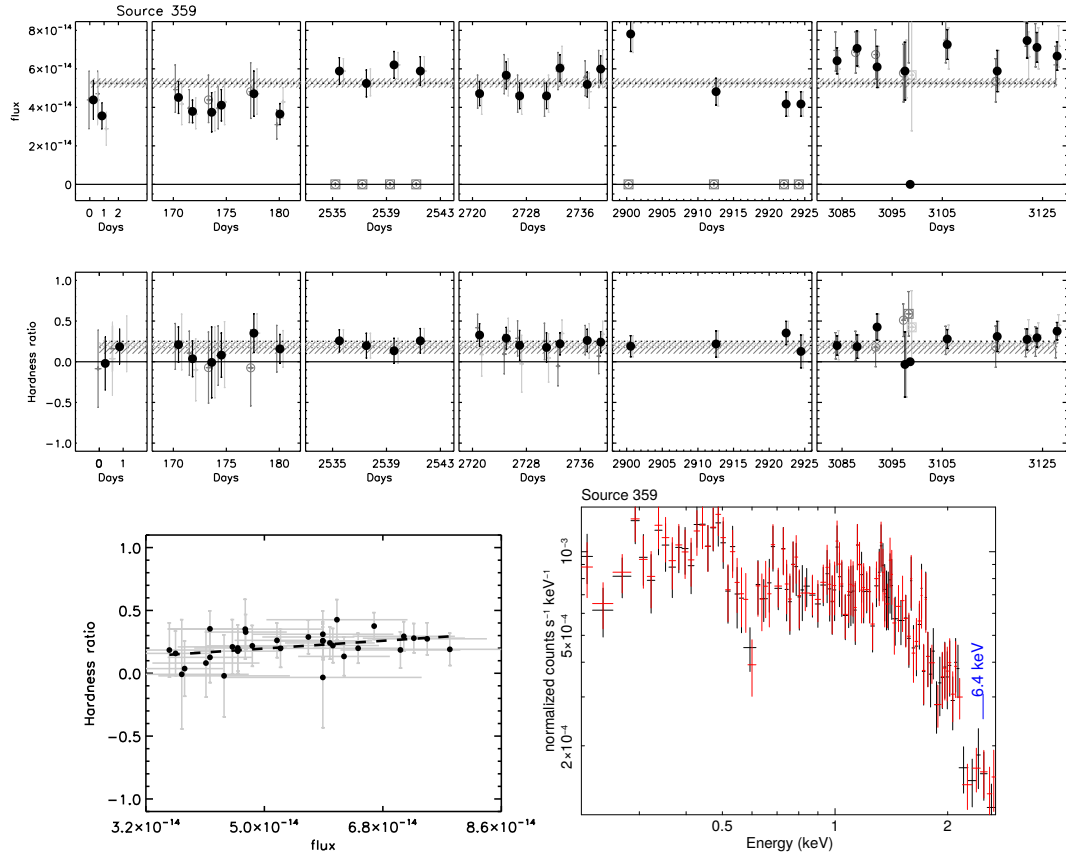 Source 359
8×10⁻¹⁴
6×10⁻¹⁴
4×10⁻¹⁴
2×10⁻¹⁴
0
flux
0 1 2
170 175 180
2535 2539 2543
2720 2728 2736
2900 2905 2910 2915 2920 2925
3085 3095 3105 3125
Days Days Days Days Days Days
1.0
0.5
0.0
−0.5
−1.0
Hardness ratio
0 1
170 175 180
2535 2539 2543
2720 2728 2736
2900 2905 2910 2915 2920 2925
3085 3095 3105 3125
Days Days Days Days Days Days
1.0
0.5
0.0
−0.5
−1.0
Hardness ratio
3.2×10⁻¹⁴ 5.0×10⁻¹⁴ 6.8×10⁻¹⁴ 8.6×10⁻¹⁴
flux
Source 359
10⁻³
5×10⁻⁴
2×10⁻⁴
normalized counts s⁻¹ keV⁻¹
6.4 keV
0.5 1 2
Energy (keV)